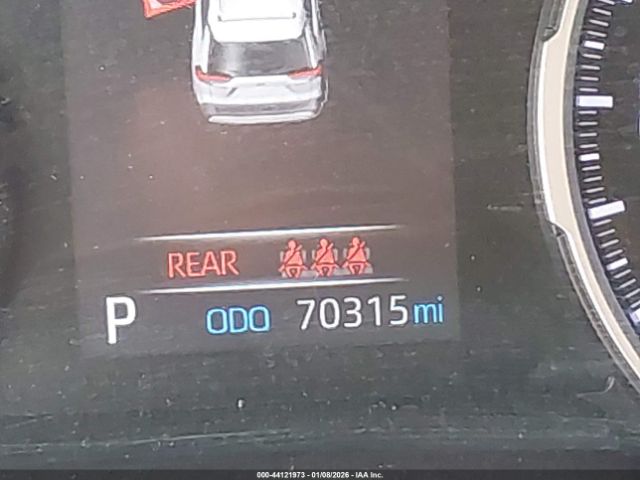 REAR
P ODO 70315 mi
000-44121973 - 01/08/2026 - IAA Inc.